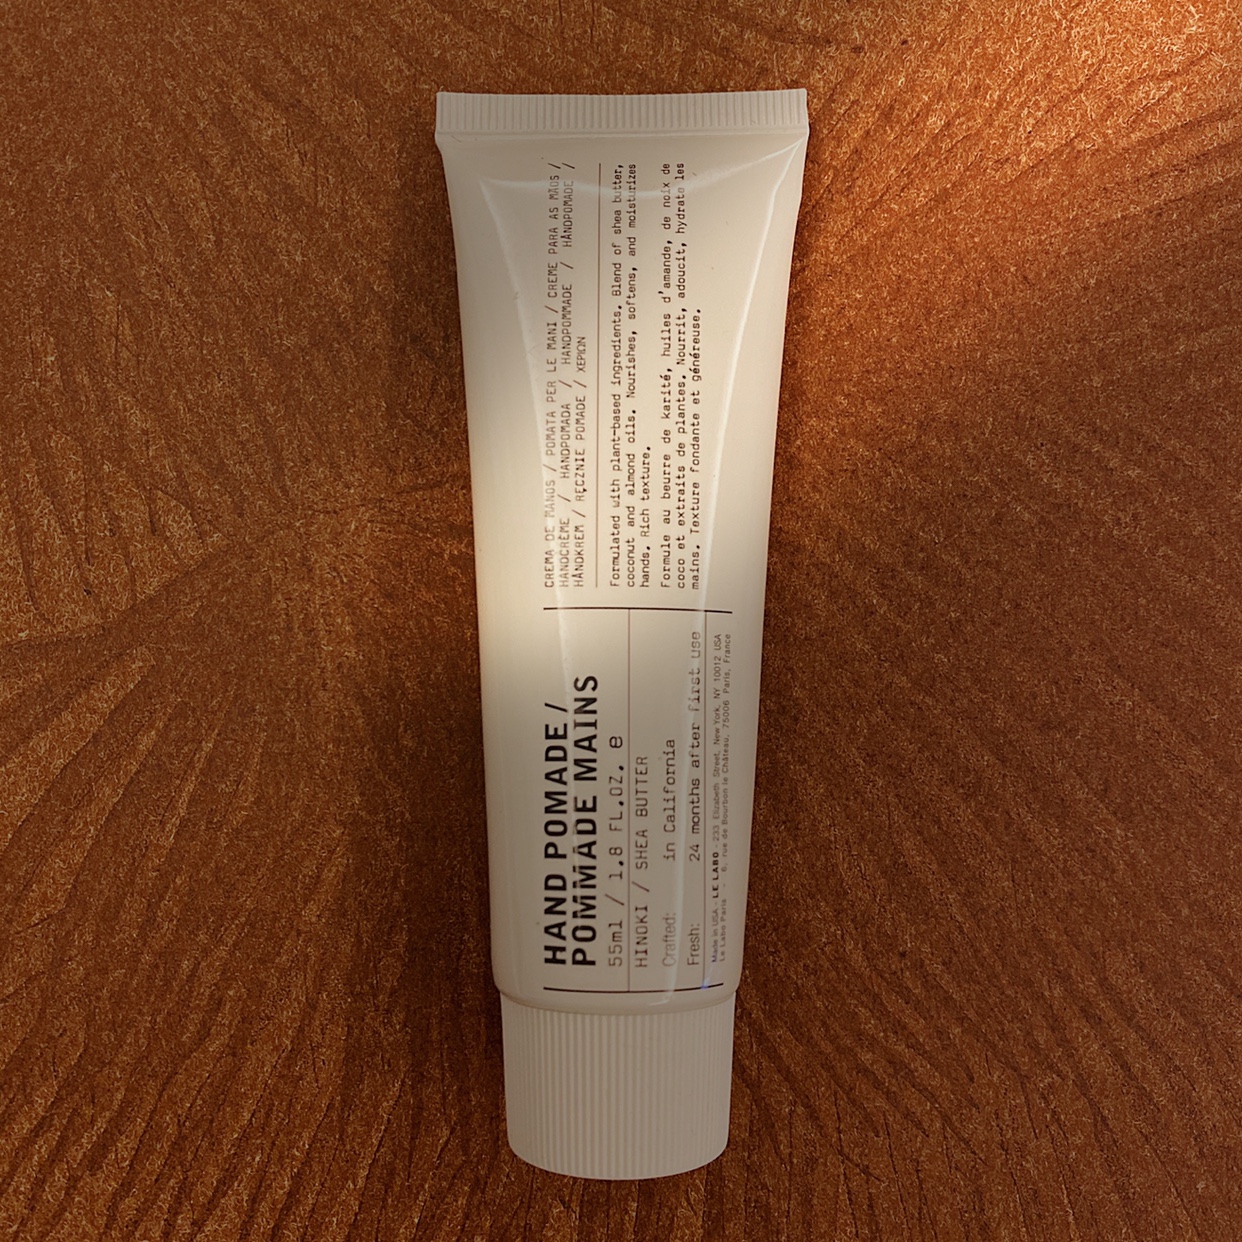 HAND POMADE /
POMMADE MAINS
55ml / 1.8 FL.OZ. e
HINOKI / SHEA BUTTER
Crafted: in California
Fresh: 24 months after first use
Made in USA - LE LABO - 233 Elizabeth Street, New York, NY 10012 USA
Le Labo Paris - 6, rue de Bourbon le Château, 75006 Paris, France
CREMA DE MANOS / POMATA PER LE MANI / CREME PARA AS MÃOS /
HANDCRÈME / HANDPOMADA / HANDPOMMADE / HÅNDPOMADE /
HÅNDKREM / RĘCZNIE POMADE / ХЕРІОΝ
Formulated with plant-based ingredients. Blend of shea butter,
coconut and almond oils. Nourishes, softens, and moisturizes
hands. Rich texture.
Formule au beurre de karité, huiles d'amande, de noix de
coco et extraits de plantes. Nourrit, adoucit, hydrate les
mains. Texture fondante et généreuse.